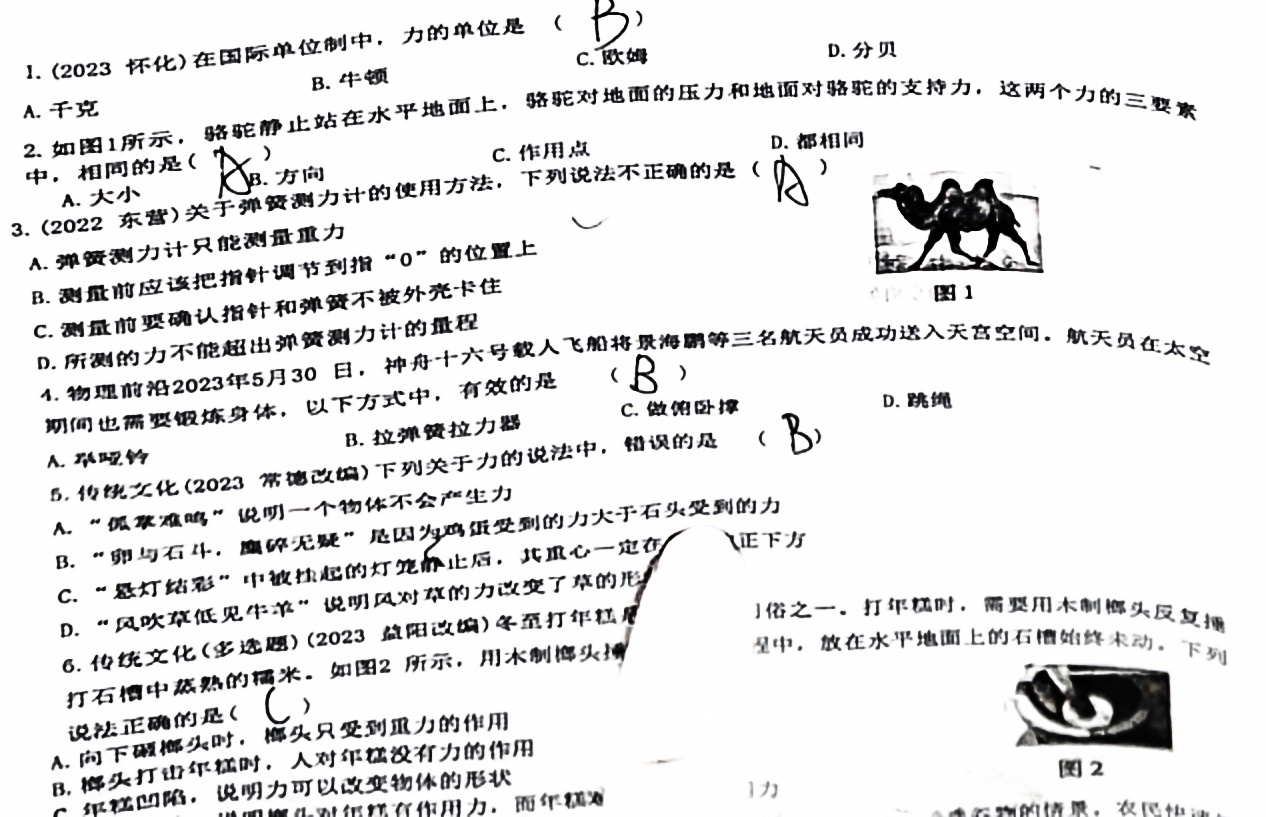 1. (2023 怀化)在国际单位制中，力的单位是 ( B )
A. 千克 B. 牛顿 C. 欧姆 D. 分贝
2. 如图1所示，骆驼静止站在水平地面上，骆驼对地面的压力和地面对骆驼的支持力，这两个力的三要素
中，相同的是( A )
A. 大小 B. 方向 C. 作用点 D. 都相同
3. (2022 东营)关于弹簧测力计的使用方法，下列说法不正确的是 ( A )
A. 弹簧测力计只能测量重力
B. 测量前应该把指针调节到指“0”的位置上
C. 测量前要确认指针和弹簧不被外壳卡住
D. 所测的力不能超出弹簧测力计的量程
图1
4. 物理前沿2023年5月30 日，神舟十六号载人飞船将景海鹏等三名航天员成功送入天宫空间。航天员在太空
期间也需要锻炼身体，以下方式中，有效的是 ( B )
A. 举哑铃 B. 拉弹簧拉力器 C. 做俯卧撑 D. 跳绳
5. 传统文化(2023 常德改编)下列关于力的说法中，错误的是 ( B )
A. “孤掌难鸣”说明一个物体不会产生力
B. “卵与石斗，麋碎无疑”是因为鸡蛋受到的力大于石头受到的力
C. “悬灯结彩”中被挂起的灯笼静止后，其重心一定在 正下方
D. “风吹草低见牛羊”说明风对草的力改变了草的形
6. 传统文化(多选题)(2023 益阳改编)冬至打年糕 俗之一。打年糕时，需要用木制榔头反复捶
打石槽中蒸熟的糯米。如图2 所示，用木制榔头捶 中，放在水平地面上的石槽始终未动。下列
说法正确的是( C )
A. 向下砸榔头时，榔头只受到重力的作用
B. 榔头打击年糕时，人对年糕没有力的作用
C. 年糕凹陷，说明力可以改变物体的形状
图2
说明榔头对年糕有作用力，而年糕对 力
的情景，农民快速